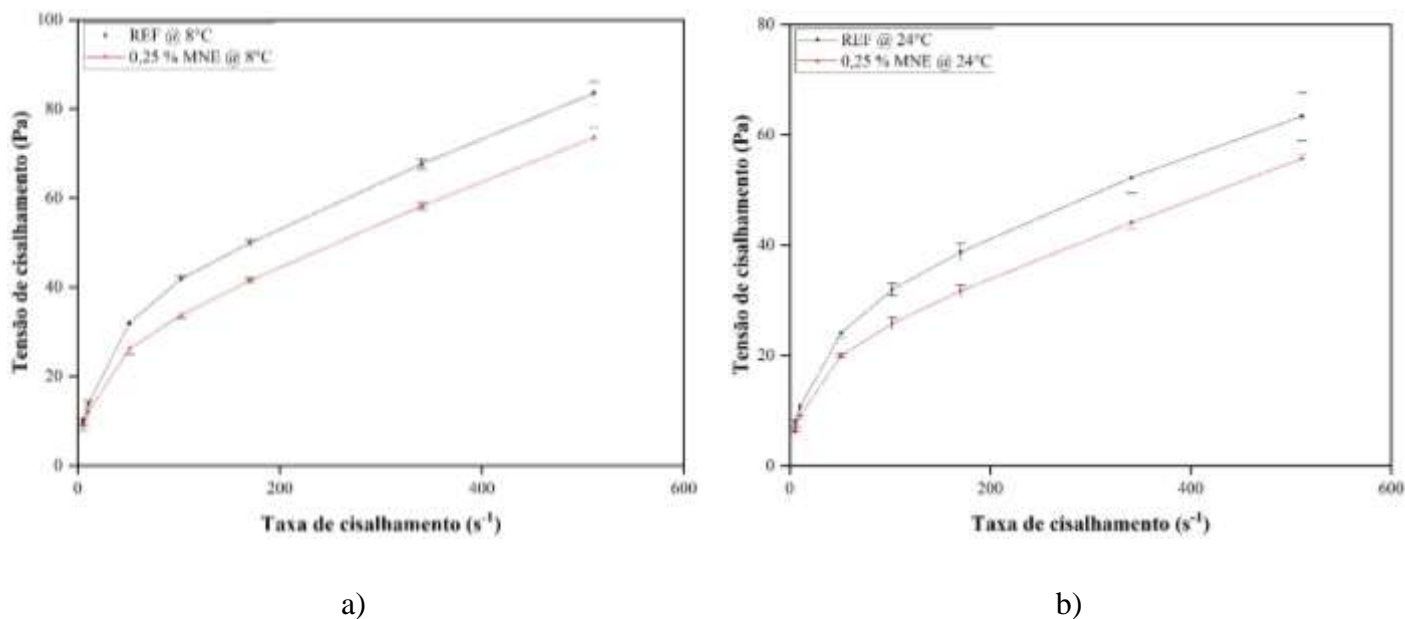 100
80
60
40
20
0
REF @ 8°C
0,25 % MNE @ 8°C
Tensão de cisalhamento (Pa)
0
200
400
600
Taxa de cisalhamento (s⁻¹)
a)
80
60
40
20
0
REF @ 24°C
0,25 % MNE @ 24°C
Tensão de cisalhamento (Pa)
0
200
400
600
Taxa de cisalhamento (s⁻¹)
b)